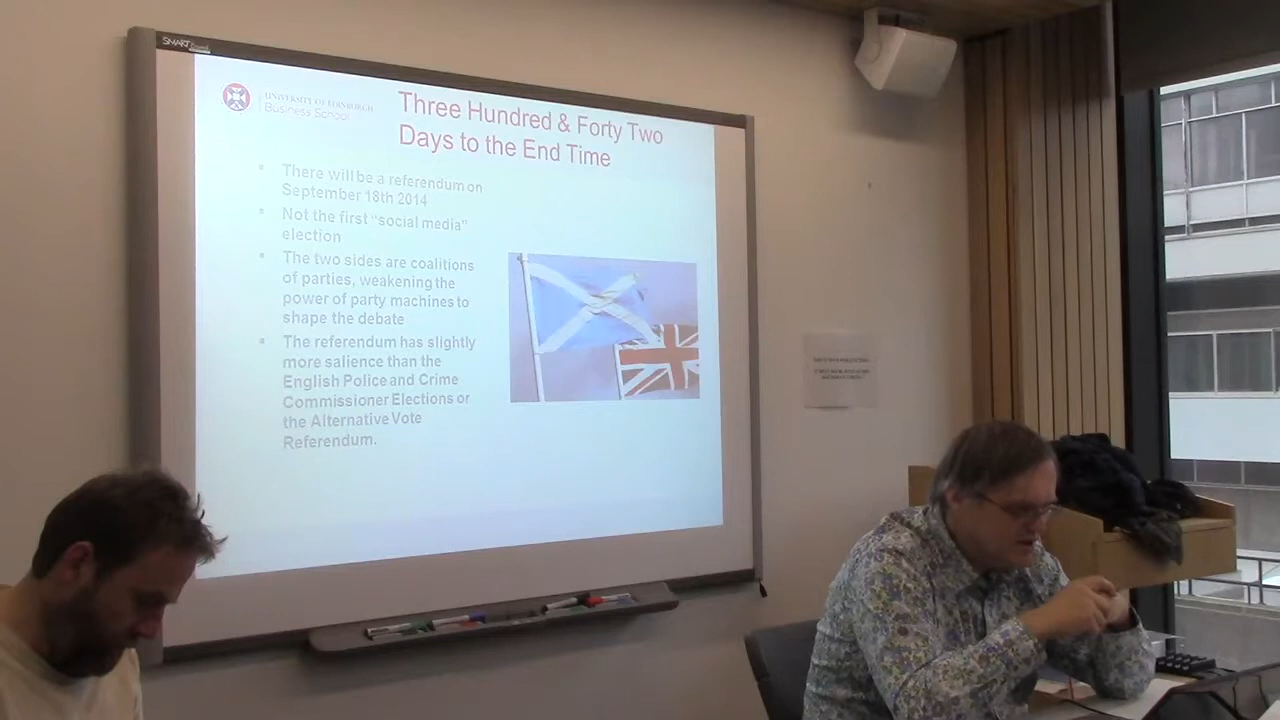 SMART
UNIVERSITY OF EDINBURGH
Business School
Three Hundred & Forty Two
Days to the End Time
There will be a referendum on
September 18th 2014
Not the first "social media"
election
The two sides are coalitions
of parties, weakening the
power of party machines to
shape the debate
The referendum has slightly
more salience than the
English Police and Crime
Commissioner Elections or
the Alternative Vote
Referendum.